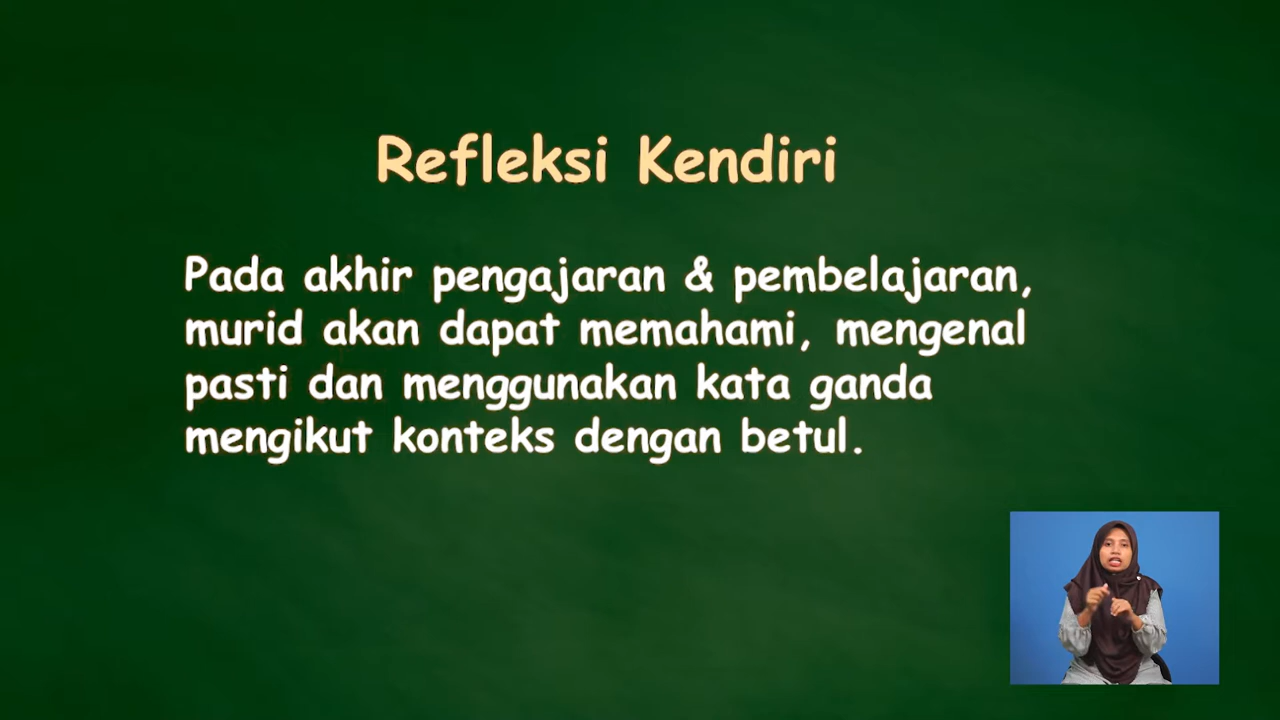 Refleksi Kendiri
Pada akhir pengajaran & pembelajaran,
murid akan dapat memahami, mengenal
pasti dan menggunakan kata ganda
mengikut konteks dengan betul.